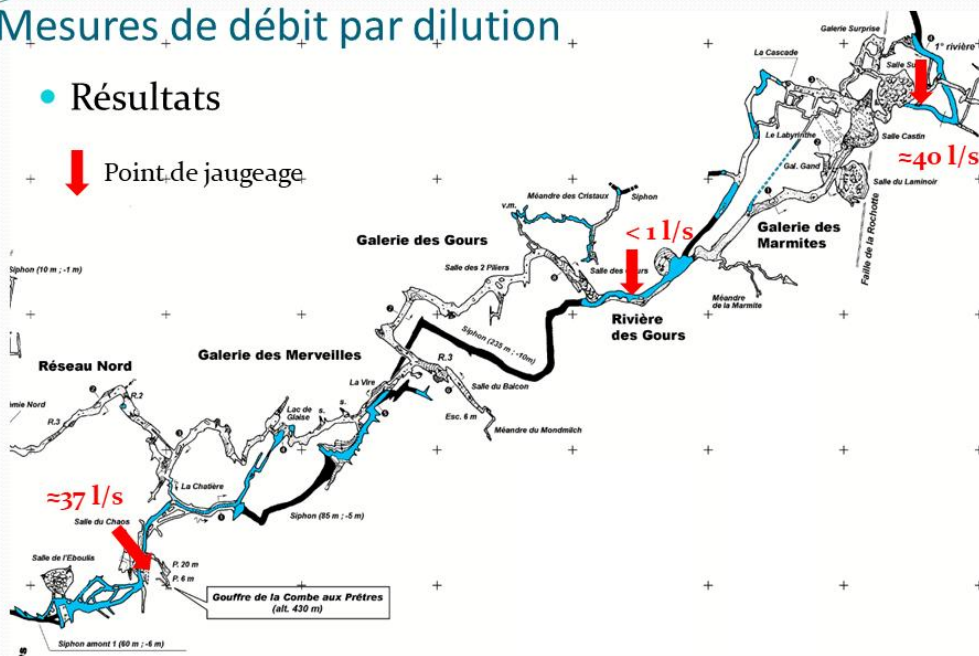 Mesures de débit par dilution
• Résultats
Point de jaugeage
Galerie Surprise
1° rivière
La Cascade
Salle
Le Labyrinthe
Salle Castin
≈40 l/s
Gal. Gand
Salle du Laminoir
Méandre des Cristaux
Siphon
v.m.
Galerie des
Marmites
Faille de la Rochotte
< 1 l/s
Galerie des Gours
Siphon (10 m ; -1 m)
Salle des 2 Piliers
Salle des
Méandre
de la Marmite
Rivière
des Gours
Siphon (235 m ; -10m)
Galerie des Merveilles
Réseau Nord
R.3
La Vire
Salle du Balcon
R.2
Nord
R.3
Lac de
Glaise
s.
s.
Esc. 6 m
Méandre du Mondmilch
La Chatière
≈37 l/s
Salle du Chaos
Siphon (85 m ; -5 m)
Salle de l'Eboulis
P. 20 m
P. 6 m
Gouffre de la Combe aux Prêtres
(alt. 430 m)
Siphon amont 1 (60 m ; -6 m)